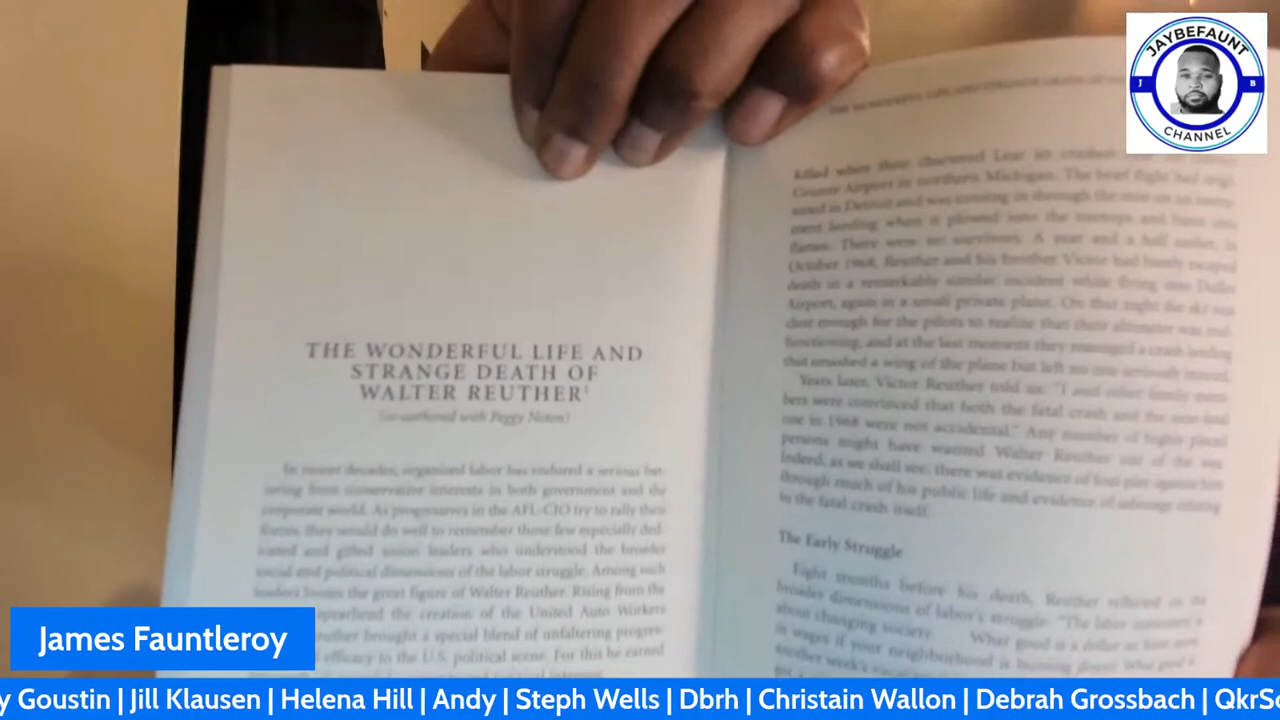 JAYBEFAUNT
J B
CHANNEL
THE WONDERFUL LIFE AND
STRANGE DEATH OF
WALTER REUTHER¹
(co-authored with Peggy Noton)
In recent decades, organized labor has endured a serious bat-
tering from conservative interests in both government and the
corporate world. As progressives in the AFL-CIO try to rally their
forces, they would do well to remember those few especially ded-
icated and gifted union leaders who understood the broader
social and political dimensions of the labor struggle. Among such
leaders looms the great figure of Walter Reuther. Rising from the
spearhead the creation of the United Auto Workers
euther brought a special blend of unfaltering progres-
efficacy to the U.S. political scene. For this he earned
killed when their chartered Lear jet crashed
County Airport in northern Michigan. The brief flight had origi-
nated in Detroit and was coming in through the mist on an instru-
ment landing when it plowed into the treetops and burst into
flames. There were no survivors. A year and a half earlier, in
October 1968, Reuther and his brother Victor had barely escaped
death in a remarkably similar incident while flying into Dulles
Airport, again in a small private plane. On that night the sky was
clear enough for the pilots to realize that their altimeter was mal-
functioning, and at the last moment they managed a crash landing
that smashed a wing of the plane but left no one seriously injured.
Years later, Victor Reuther told us: "I and other family mem-
bers were convinced that both the fatal crash and the near-fatal
one in 1968 were not accidental." Any number of highly placed
persons might have wanted Walter Reuther out of the way.
Indeed, as we shall see, there was evidence of foul play against him
through much of his public life and evidence of sabotage relating
to the fatal crash itself.
The Early Struggle
Eight months before his death, Reuther reflected on the
broader dimensions of labor's struggle: "The labor movement's
about changing society. What good is a dollar an hour more
in wages if your neighborhood is burning down? What good is
another week's vacation
James Fauntleroy
y Goustin | Jill Klausen | Helena Hill | Andy | Steph Wells | Dbrh | Christain Wallon | Debrah Grossbach | QkrSc